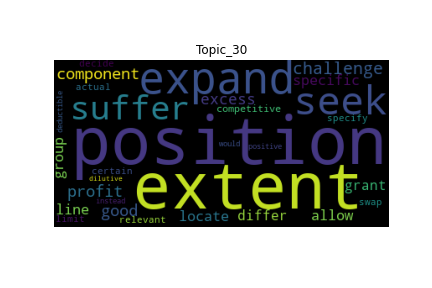 Topic_30
decide
component
expand
challenge
actual
specific
deductible
suffer
excess
seek
competitive
specify
position
would
positive
group
certain
dilutive
extent
profit
instead
grant
line
good
locate
differ
allow
swap
limit
relevant